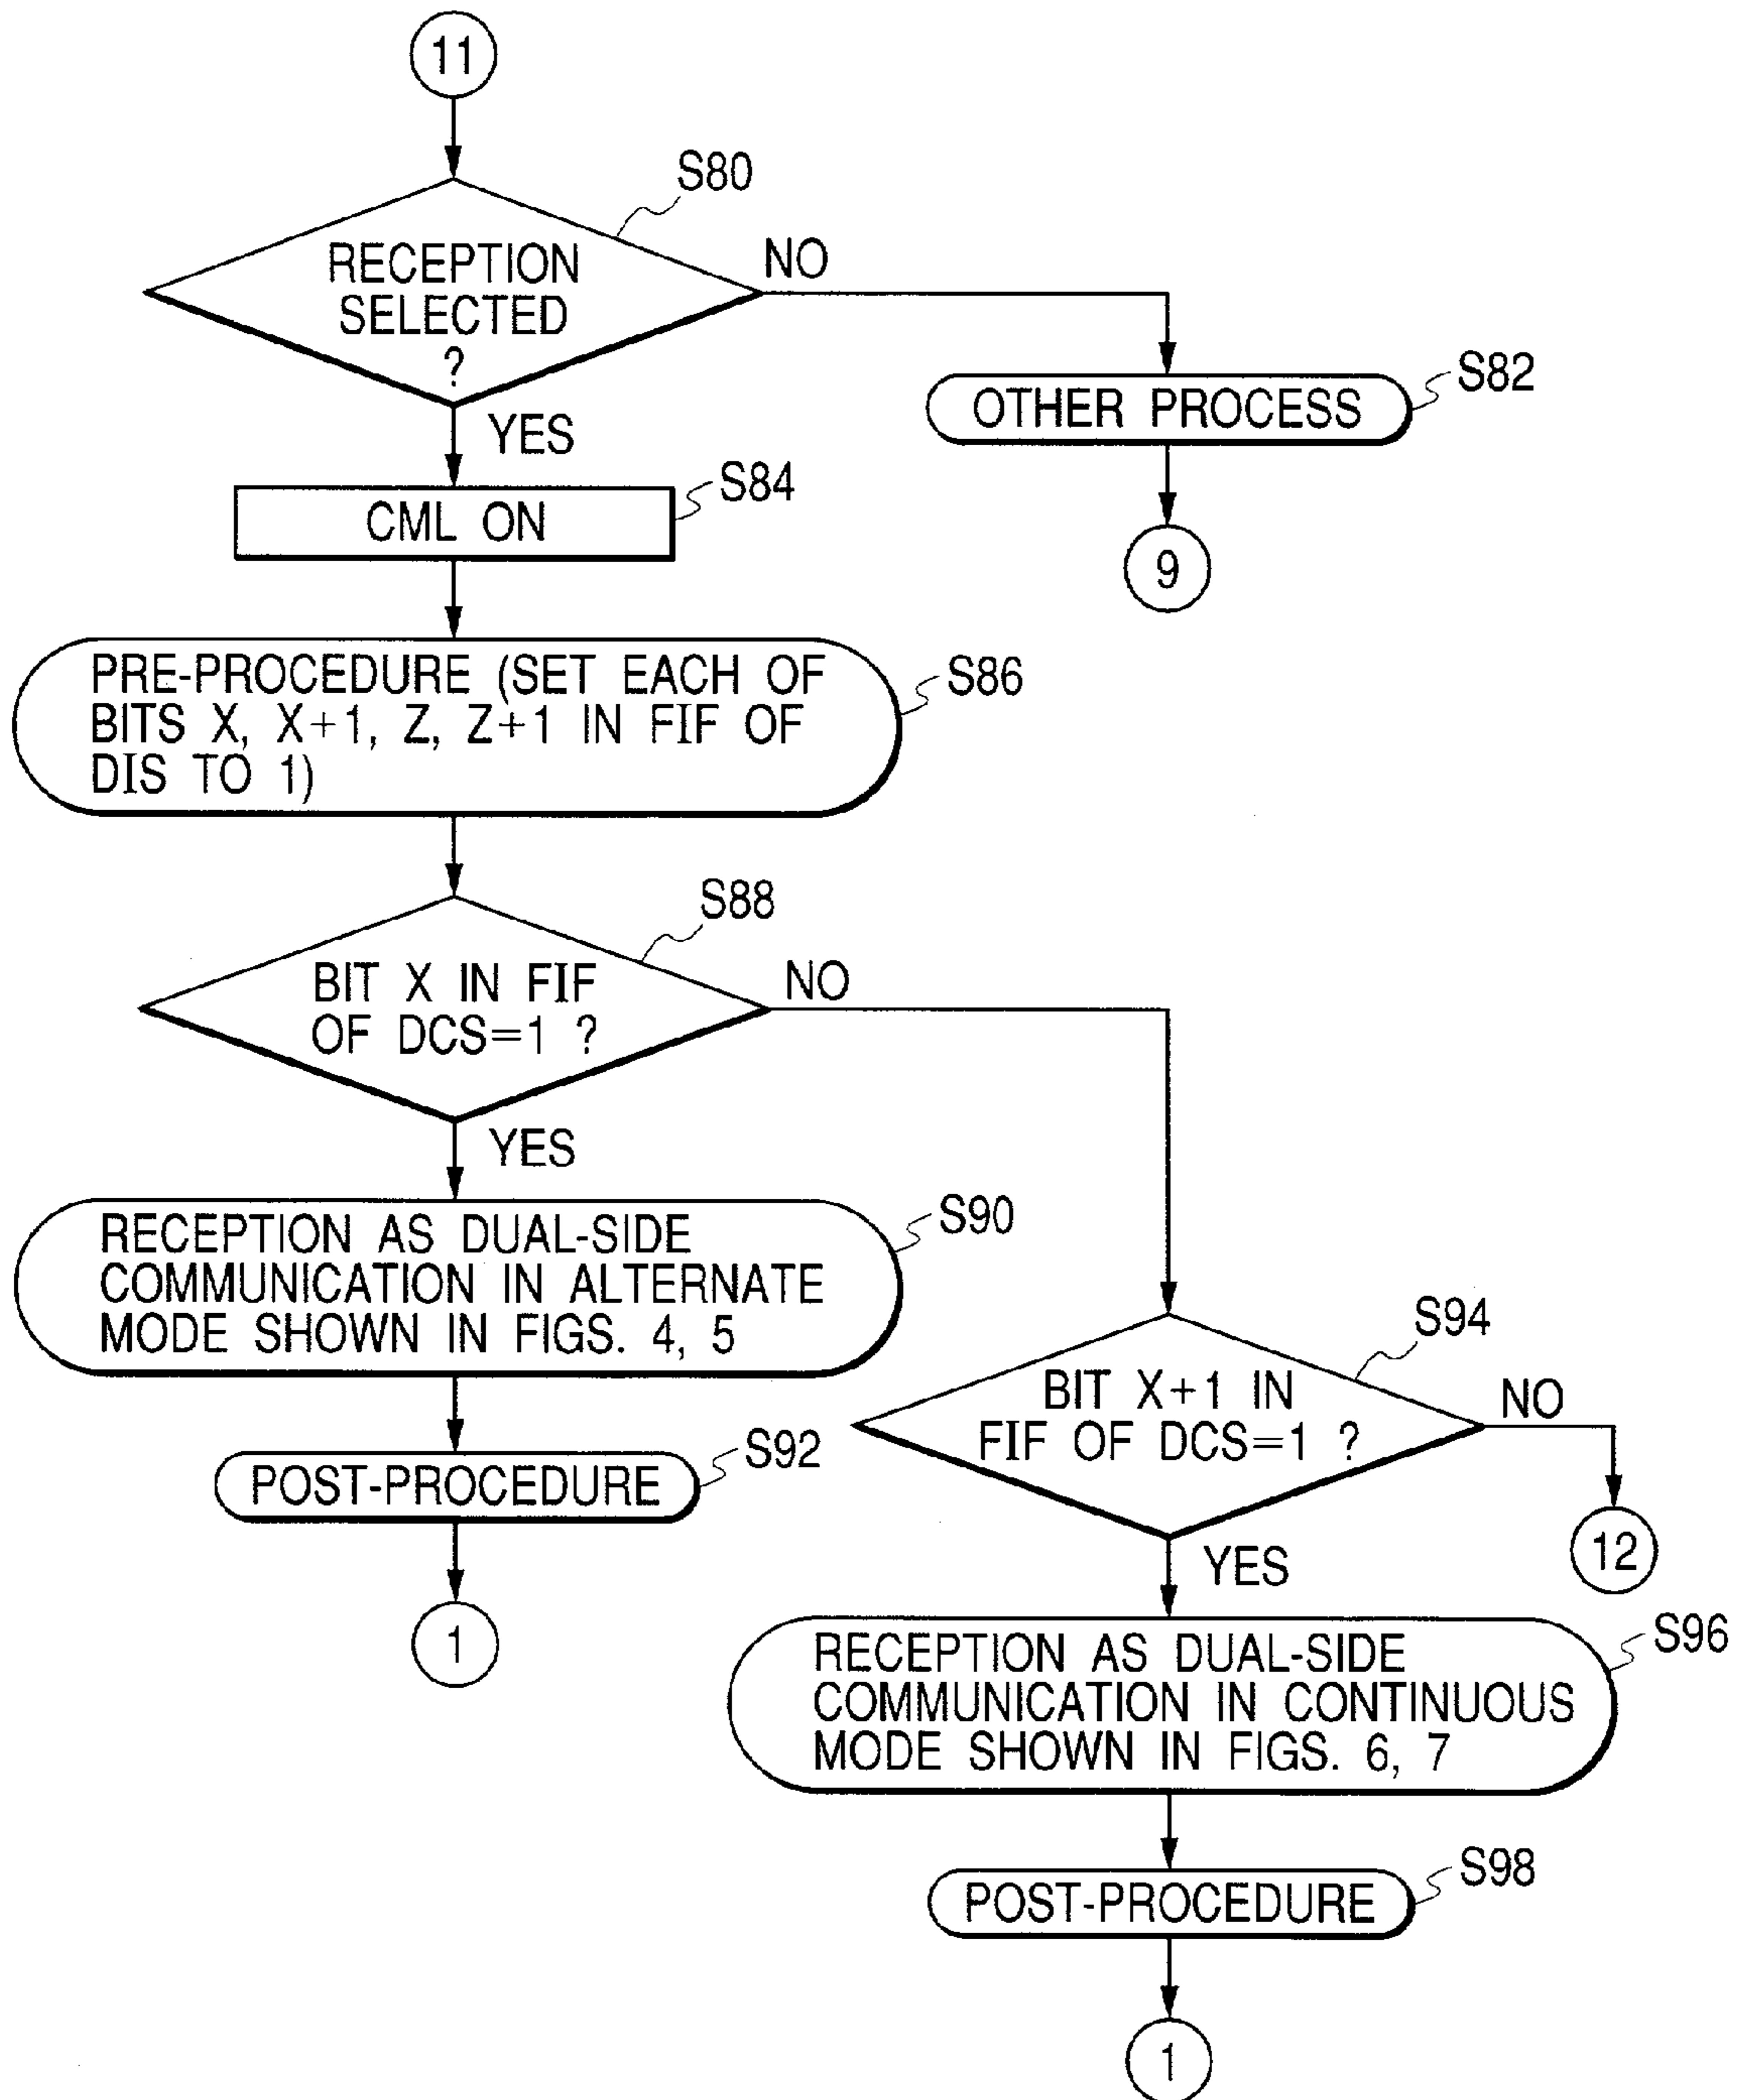 11
S80
RECEPTION
SELECTED
?
NO
YES
S82
OTHER PROCESS
9
S84
CML ON
S86
PRE-PROCEDURE (SET EACH OF
BITS X, X+1, Z, Z+1 IN FIF OF
DIS TO 1)
S88
BIT X IN FIF
OF DCS=1 ?
NO
YES
S90
RECEPTION AS DUAL-SIDE
COMMUNICATION IN ALTERNATE
MODE SHOWN IN FIGS. 4, 5
S92
POST-PROCEDURE
1
S94
BIT X+1 IN
FIF OF DCS=1 ?
NO
12
YES
S96
RECEPTION AS DUAL-SIDE
COMMUNICATION IN CONTINUOUS
MODE SHOWN IN FIGS. 6, 7
S98
POST-PROCEDURE
1